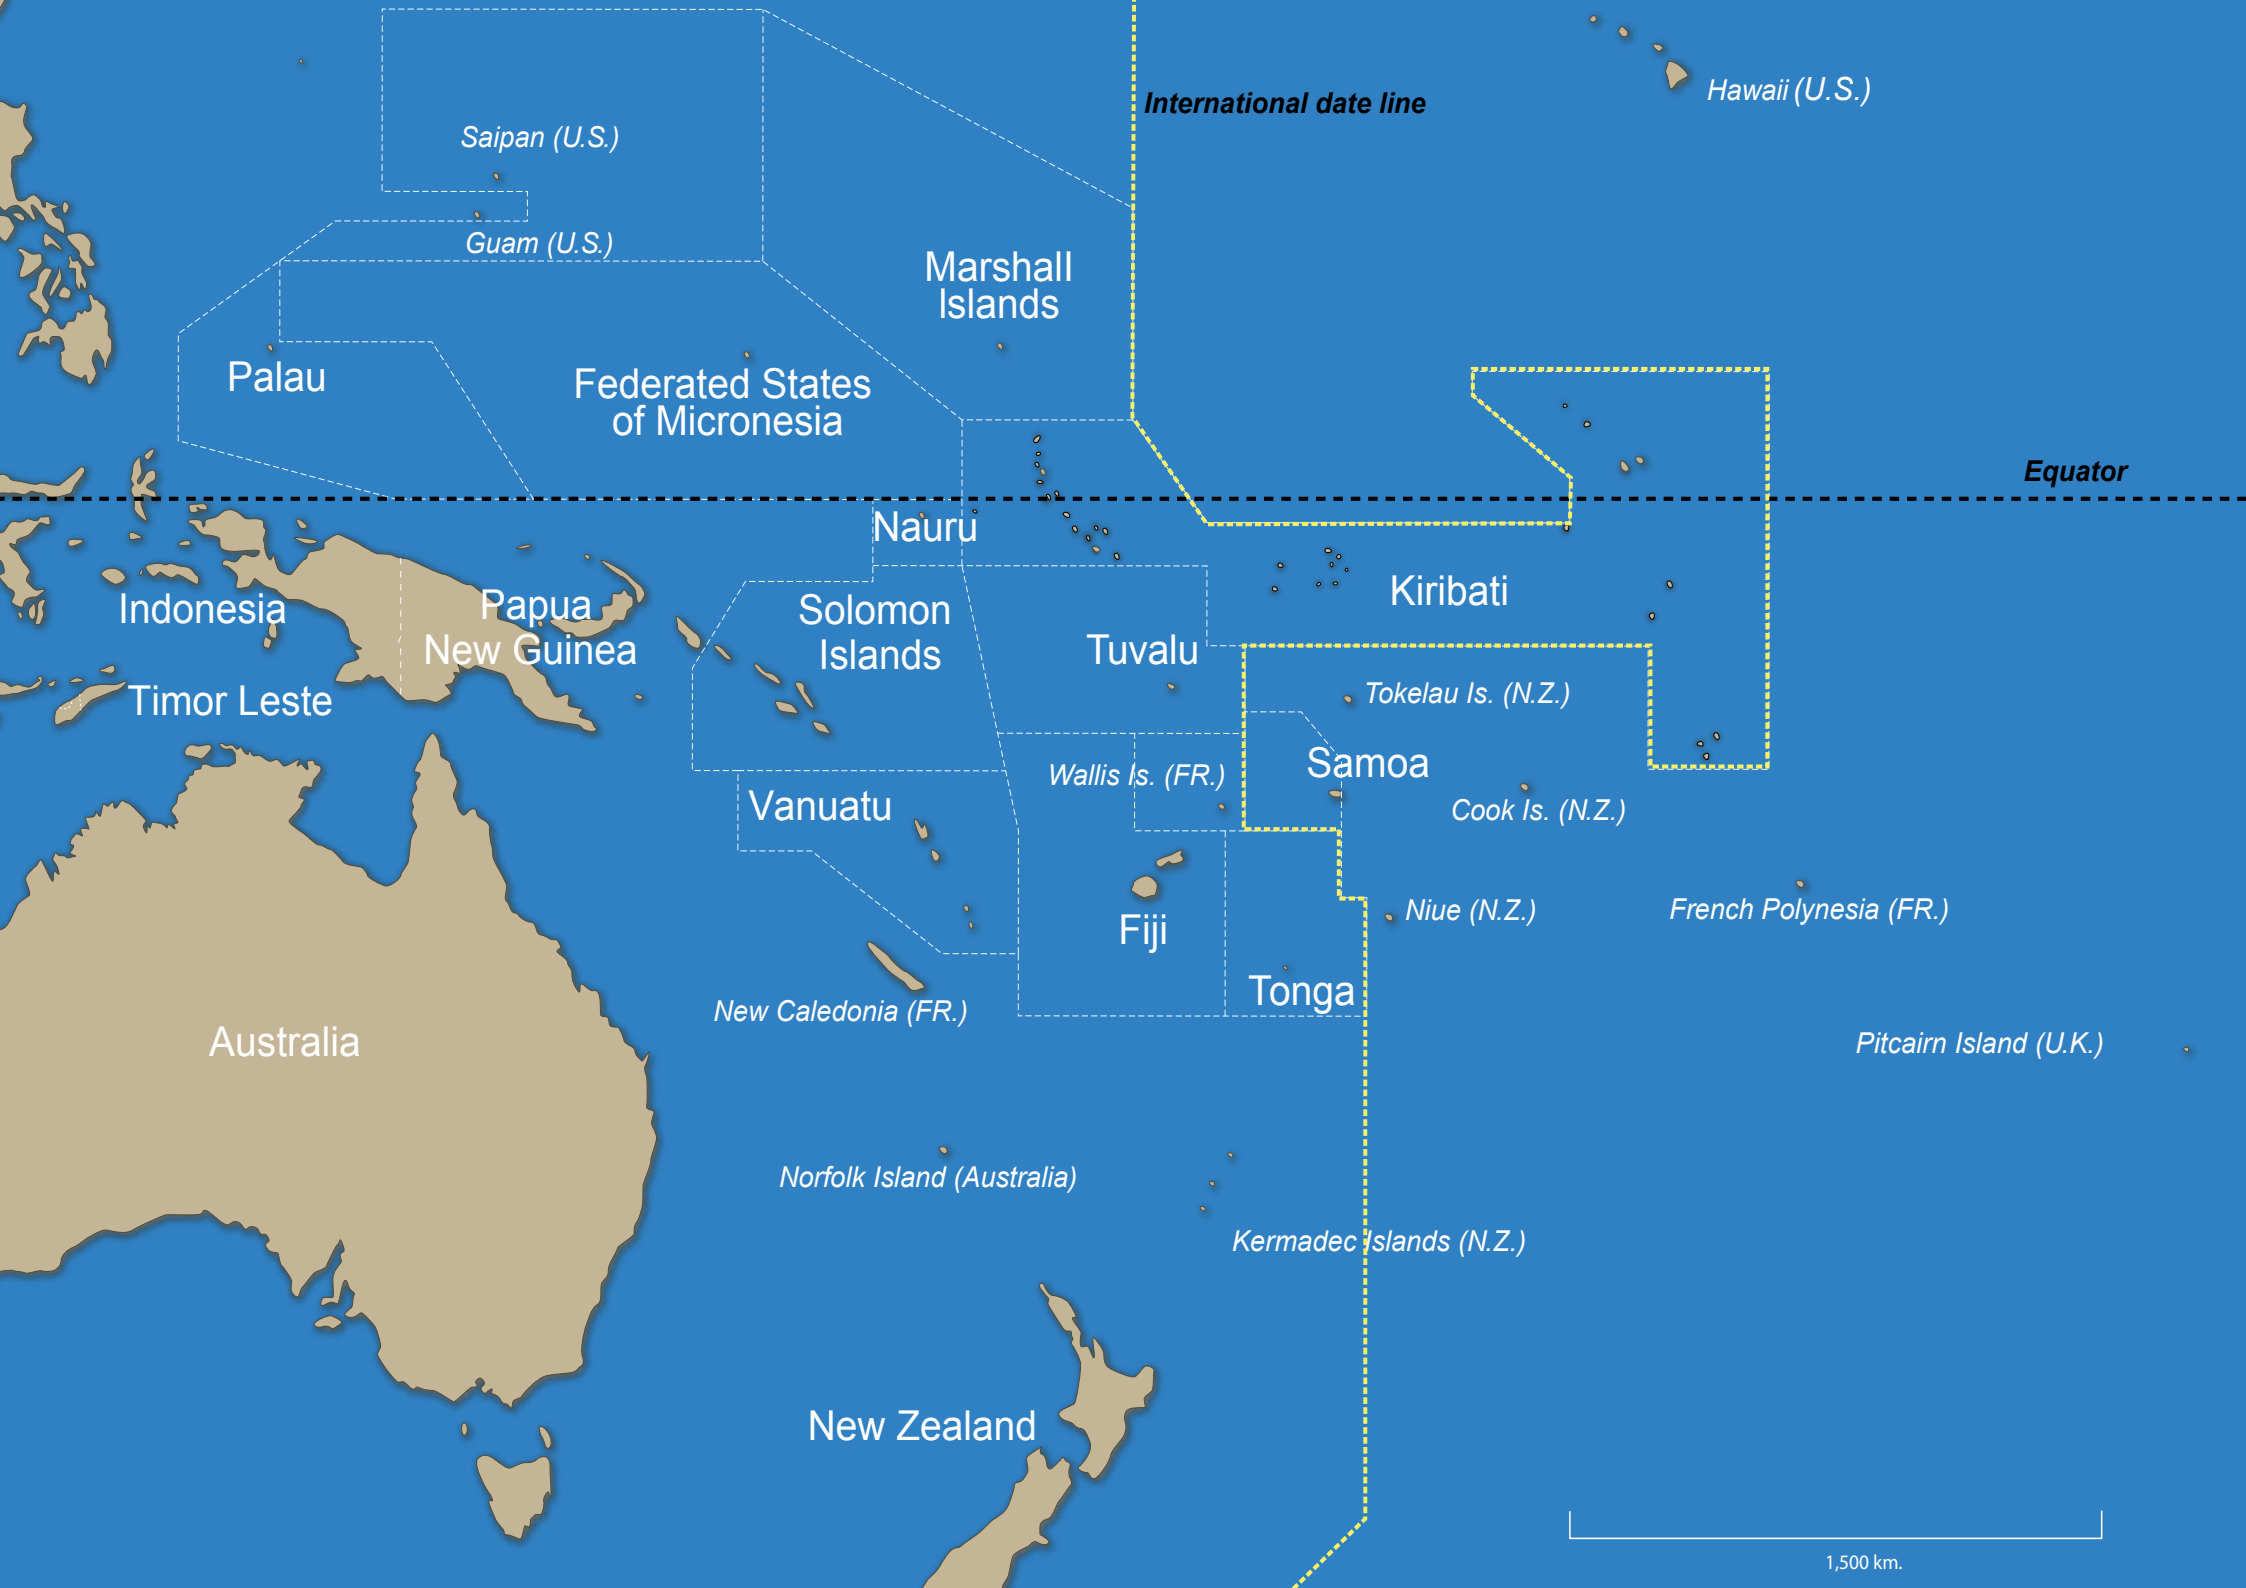 Hawaii (U.S.)
International date line
Saipan (U.S.)
Guam (U.S.)
Marshall
Islands
Palau
Federated States
of Micronesia
Equator
Nauru
Kiribati
Indonesia
Papua
New Guinea
Solomon
Islands
Tuvalu
Timor Leste
Tokelau Is. (N.Z.)
Samoa
Wallis Is. (FR.)
Vanuatu
Cook Is. (N.Z.)
Niue (N.Z.)
French Polynesia (FR.)
Fiji
Tonga
New Caledonia (FR.)
Australia
Pitcairn Island (U.K.)
Norfolk Island (Australia)
Kermadec Islands (N.Z.)
New Zealand
1,500 km.